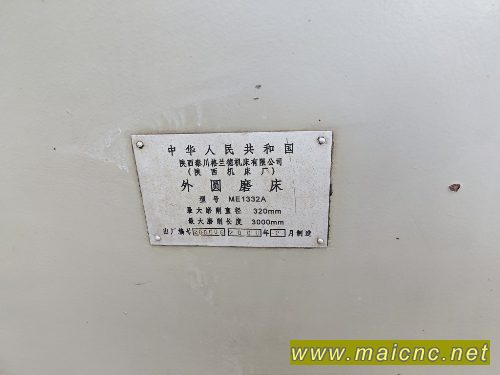 中华人民共和国
陕西秦川格兰德机床有限公司
(陕西机床厂)
外圆磨床
型号 ME1332A
最大磨削直径 320mm
最大磨削长度 3000mm
出厂编号 年 月制造
www.maicnc.net